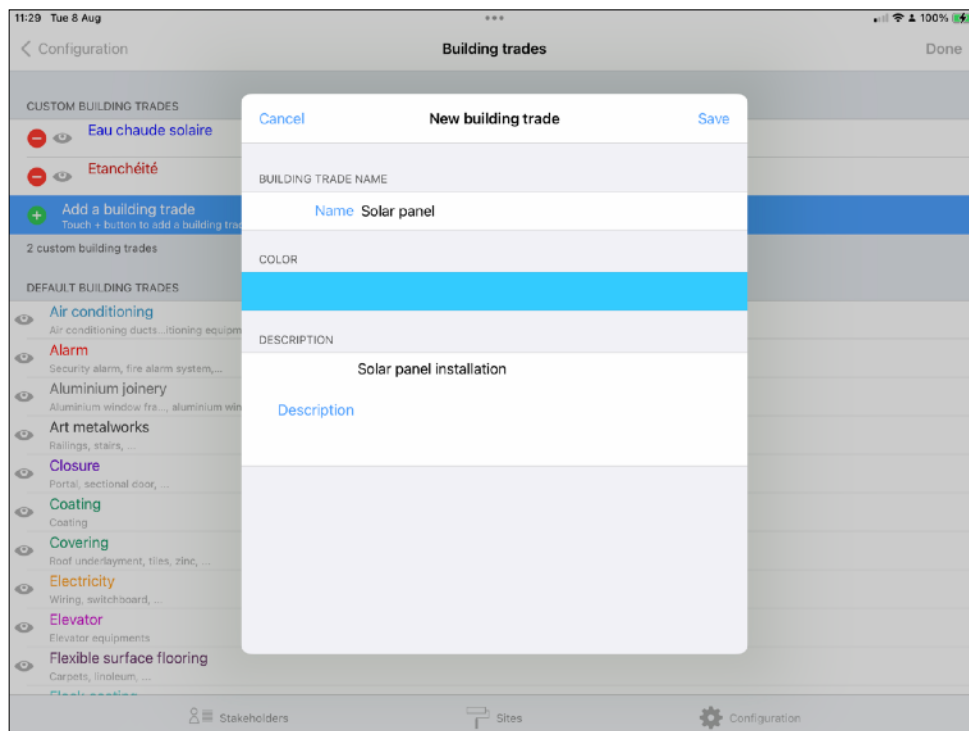 11:29 Tue 8 Aug
100%
Configuration
Building trades
Done
CUSTOM BUILDING TRADES
Eau chaude solaire
Etanchéité
Add a building trade
Touch + button to add a building trad
2 custom building trades
DEFAULT BUILDING TRADES
Air conditioning
Air conditioning ducts...itioning equipm
Alarm
Security alarm, fire alarm system,...
Aluminium joinery
Aluminium window fra..., aluminium win
Art metalworks
Railings, stairs, ...
Closure
Portal, sectional door, ...
Coating
Coating
Covering
Roof underlayment, tiles, zinc, ...
Electricity
Wiring, switchboard, ...
Elevator
Elevator equipments
Flexible surface flooring
Carpets, linoleum, ...
Cancel
New building trade
Save
BUILDING TRADE NAME
Name Solar panel
COLOR
DESCRIPTION
Solar panel installation
Description
Stakeholders
Sites
Configuration